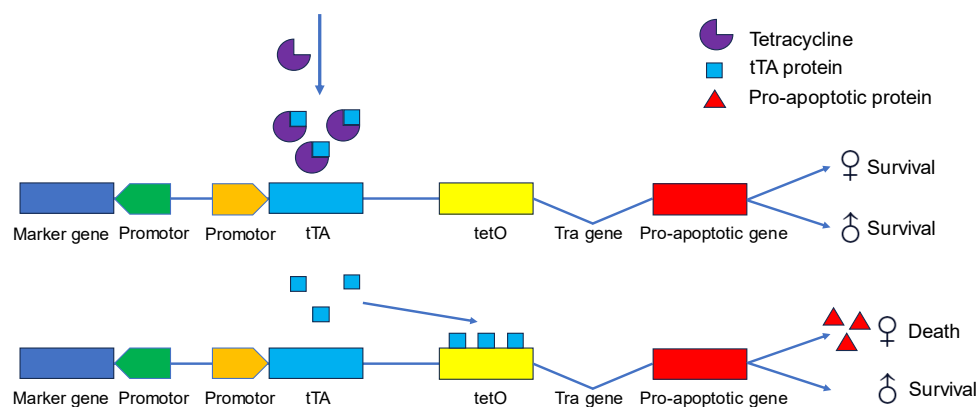 Tetracycline
tTA protein
Pro-apoptotic protein
Survival
Survival
Marker gene Promotor Promotor tTA tetO Tra gene Pro-apoptotic gene
Death
Survival
Marker gene Promotor Promotor tTA tetO Tra gene Pro-apoptotic gene